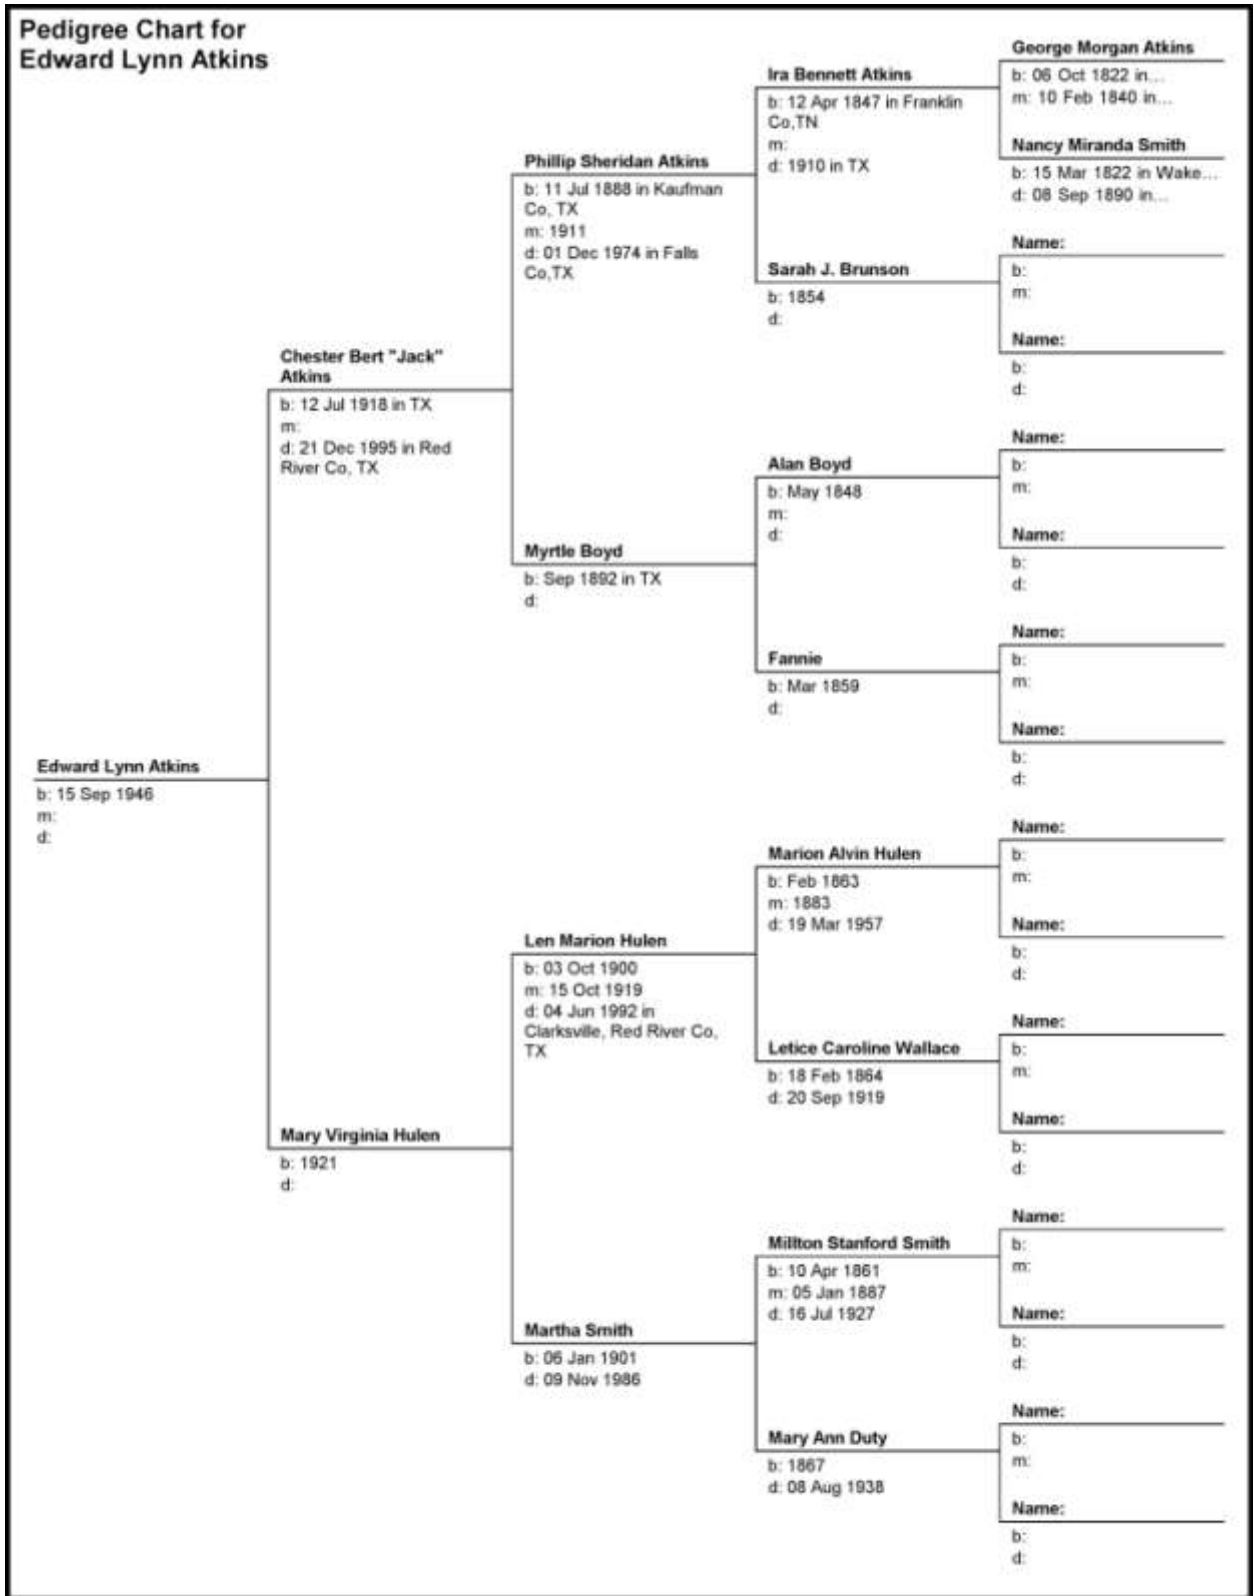 Pedigree Chart for
Edward Lynn Atkins
Edward Lynn Atkins
b: 15 Sep 1946
m:
d:
Chester Bert "Jack"
Atkins
b: 12 Jul 1918 in TX
m:
d: 21 Dec 1995 in Red
River Co, TX
Mary Virginia Hulen
b: 1921
d:
Phillip Sheridan Atkins
b: 11 Jul 1888 in Kaufman
Co, TX
m: 1911
d: 01 Dec 1974 in Falls
Co,TX
Myrtle Boyd
b: Sep 1892 in TX
d:
Len Marion Hulen
b: 03 Oct 1900
m: 15 Oct 1919
d: 04 Jun 1992 in
Clarksville, Red River Co,
TX
Martha Smith
b: 06 Jan 1901
d: 09 Nov 1986
Ira Bennett Atkins
b: 12 Apr 1847 in Franklin
Co,TN
m:
d: 1910 in TX
Sarah J. Brunson
b: 1854
d:
Alan Boyd
b: May 1848
m:
d:
Fannie
b: Mar 1859
d:
Marion Alvin Hulen
b: Feb 1863
m: 1883
d: 19 Mar 1957
Letice Caroline Wallace
b: 18 Feb 1864
d: 20 Sep 1919
Millton Stanford Smith
b: 10 Apr 1861
m: 05 Jan 1887
d: 16 Jul 1927
Mary Ann Duty
b: 1867
d: 08 Aug 1938
George Morgan Atkins
b: 06 Oct 1822 in...
m: 10 Feb 1840 in...
Nancy Miranda Smith
b: 15 Mar 1822 in Wake...
d: 08 Sep 1890 in...
Name:
b:
m:
Name:
b:
d:
Name:
b:
m:
Name:
b:
d:
Name:
b:
m:
Name:
b:
d:
Name:
b:
m:
Name:
b:
d:
Name:
b:
m:
Name:
b:
d:
Name:
b:
m:
Name:
b:
d:
Name:
b:
m:
Name:
b:
d: